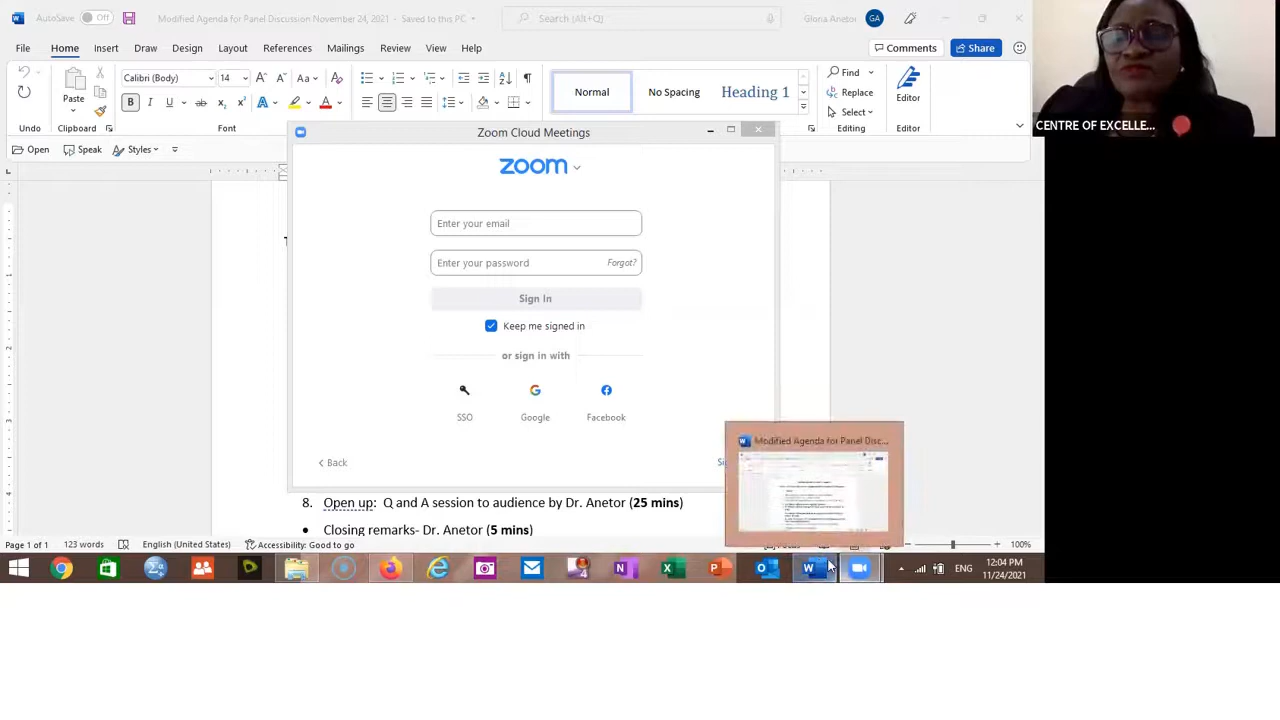 AutoSave Off Modified Agenda for Panel Discussion November 24, 2021 - Saved to this PC Search (Alt+Q) Gloria Anetor GA
File Home Insert Draw Design Layout References Mailings Review View Help Comments Share
Calibri (Body) 14 Aa Find
Paste Normal No Spacing Heading 1 Replace Editor
B I U ab x₂ x² A A Select
Undo Clipboard Font Editing Editor
Open Speak Styles
Zoom Cloud Meetings
zoom
Enter your email
Enter your password Forgot?
Sign In
Keep me signed in
or sign in with
SSO Google Facebook
Back
Modified Agenda for Panel Disc...
8. Open up: Q and A session to audience by Dr. Anetor (25 mins)
• Closing remarks- Dr. Anetor (5 mins)
Page 1 of 1 123 words English (United States) Accessibility: Good to go 100%
ENG 12:04 PM
11/24/2021
CENTRE OF EXCELLE...